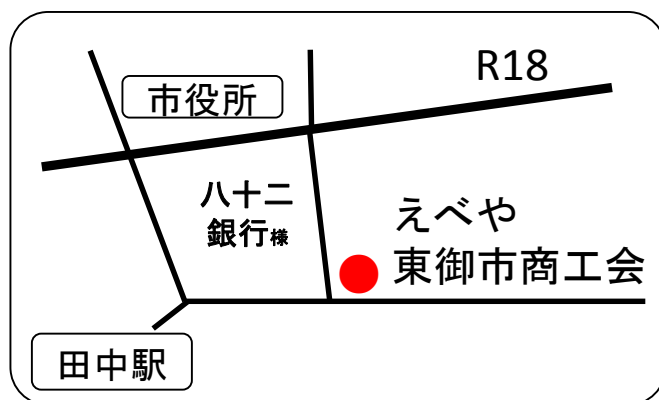 R18
市役所
八十二
銀行様
えべや
東御市商工会
田中駅